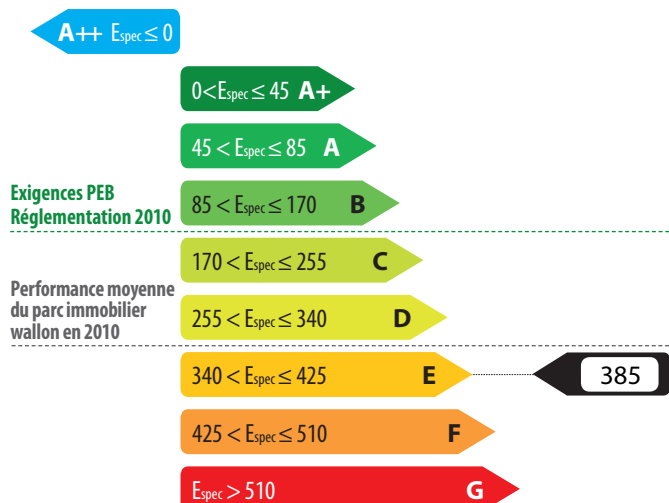 A++ Espec ≤ 0
0<Espec ≤ 45 A+
45 < Espec ≤ 85 A
Exigences PEB
Réglementation 2010
85 < Espec ≤ 170 B
170 < Espec ≤ 255 C
Performance moyenne
du parc immobilier
wallon en 2010
255 < Espec ≤ 340 D
340 < Espec ≤ 425 E
385
425 < Espec ≤ 510 F
Espec > 510 G